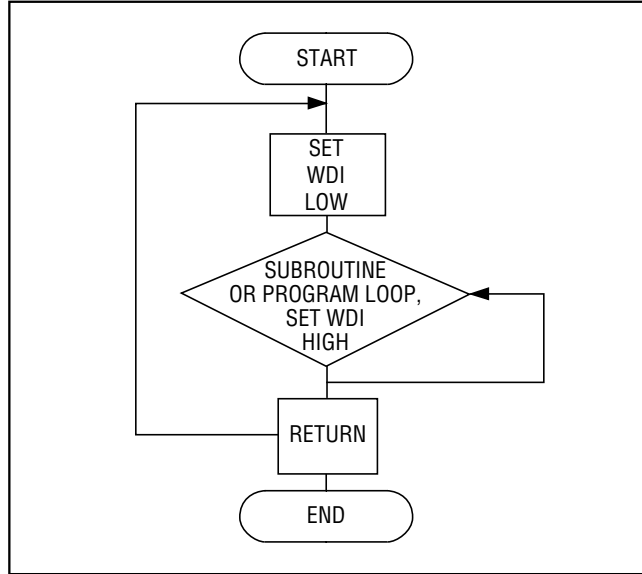 START
SET
WDI
LOW
SUBROUTINE
OR PROGRAM LOOP,
SET WDI
HIGH
RETURN
END